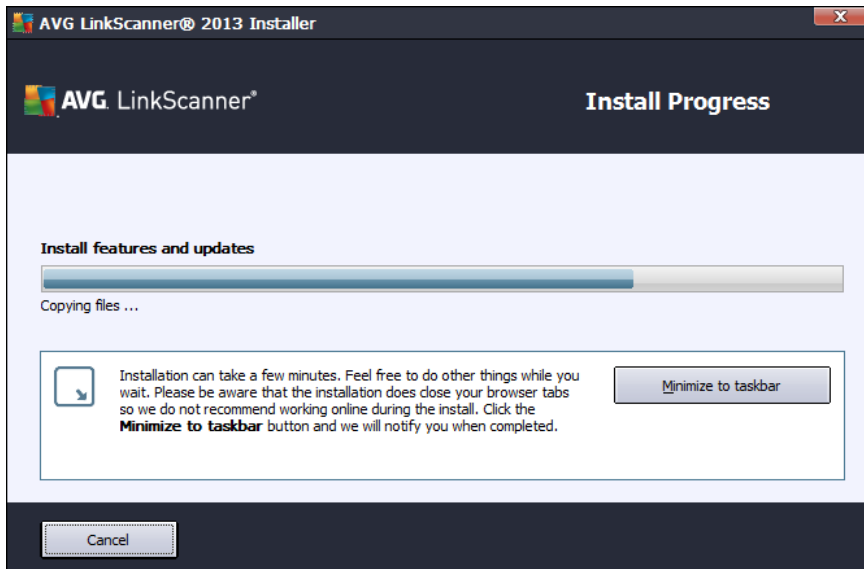 AVG LinkScanner® 2013 Installer
X
AVG. LinkScanner®
Install Progress
Install features and updates
Copying files ...
Installation can take a few minutes. Feel free to do other things while you
wait. Please be aware that the installation does close your browser tabs
so we do not recommend working online during the install. Click the
Minimize to taskbar button and we will notify you when completed.
Minimize to taskbar
Cancel